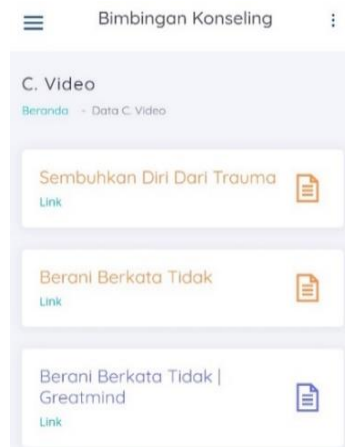 Bimbingan Konseling
C. Video
Beranda - Data C. Video
Sembuhkan Diri Dari Trauma
Link
Berani Berkata Tidak
Link
Berani Berkata Tidak |
Greatmind
Link